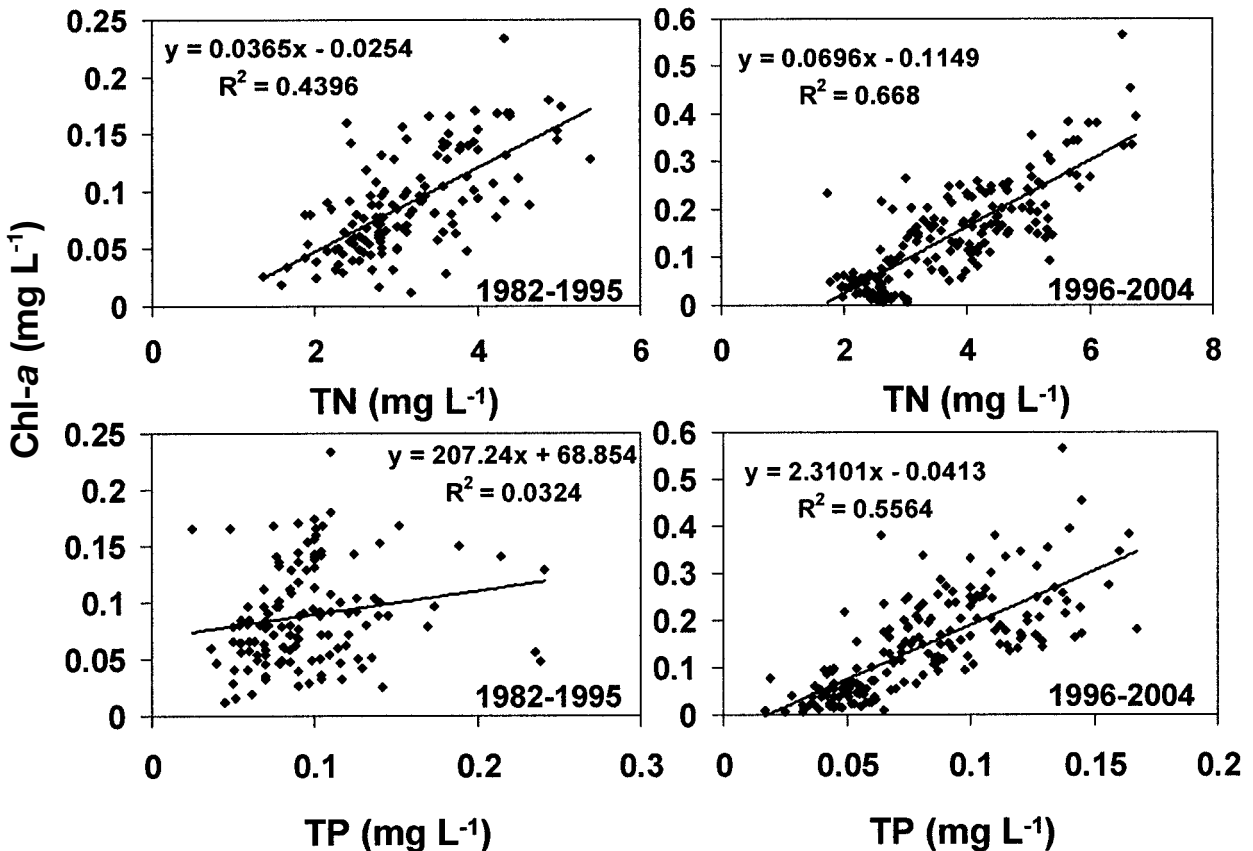 Chl-a (mg L-1)
0.25
0.2
0.15
0.1
0.05
0
y = 0.0365x - 0.0254
R2 = 0.4396
1982-1995
0 2 4 6
TN (mg L-1)
0.6
0.5
0.4
0.3
0.2
0.1
0
y = 0.0696x - 0.1149
R2 = 0.668
1996-2004
0 2 4 6 8
TN (mg L-1)
0.25
0.2
0.15
0.1
0.05
0
y = 207.24x + 68.854
R2 = 0.0324
1982-1995
0 0.1 0.2 0.3
TP (mg L-1)
0.6
0.5
0.4
0.3
0.2
0.1
0
y = 2.3101x - 0.0413
R2 = 0.5564
1996-2004
0 0.05 0.1 0.15 0.2
TP (mg L-1)